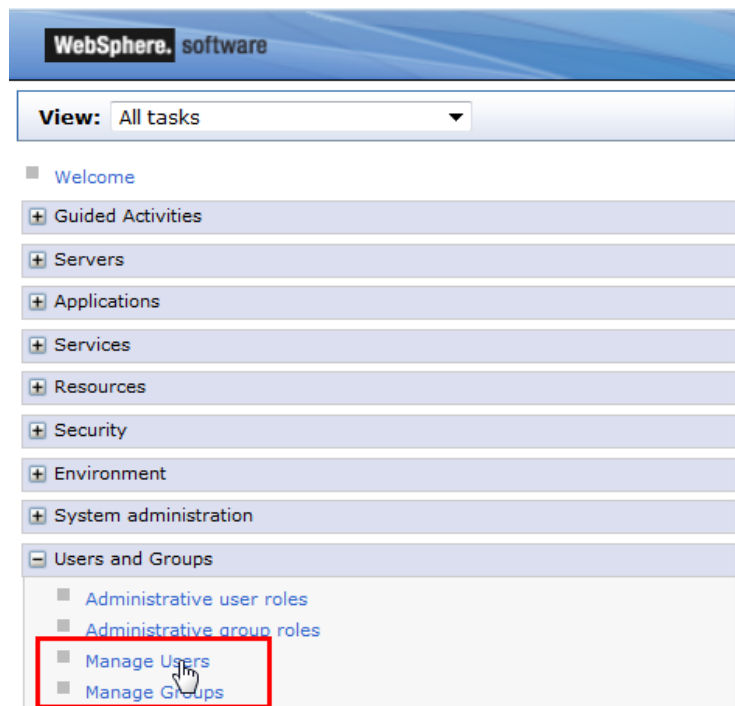 WebSphere. software
View: All tasks
Welcome
Guided Activities
Servers
Applications
Services
Resources
Security
Environment
System administration
Users and Groups
Administrative user roles
Administrative group roles
Manage Users
Manage Groups